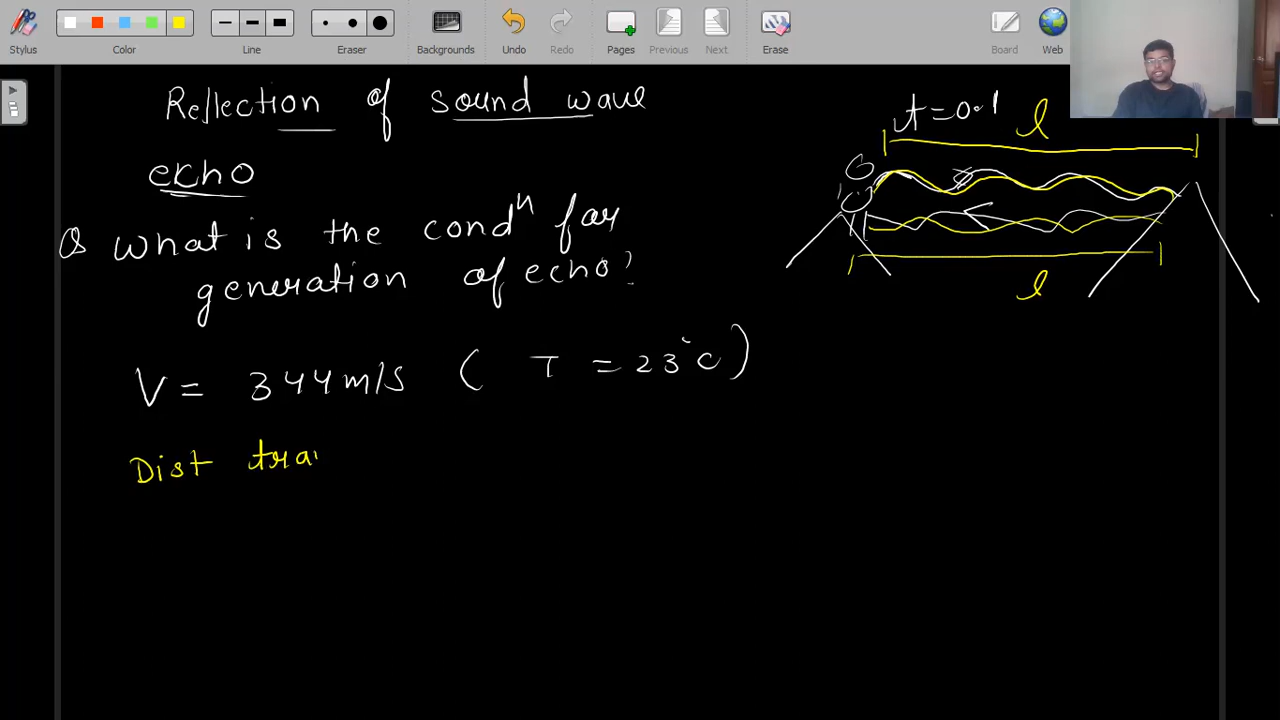 Stylus Color Line Eraser Backgrounds Undo Redo Pages Previous Next Erase Board Web
Reflection of sound wave
t=0.1 l
echo
Q What is the condⁿ for
generation of echo?
l
V = 344m/s ( T = 23°C)
Dist tra